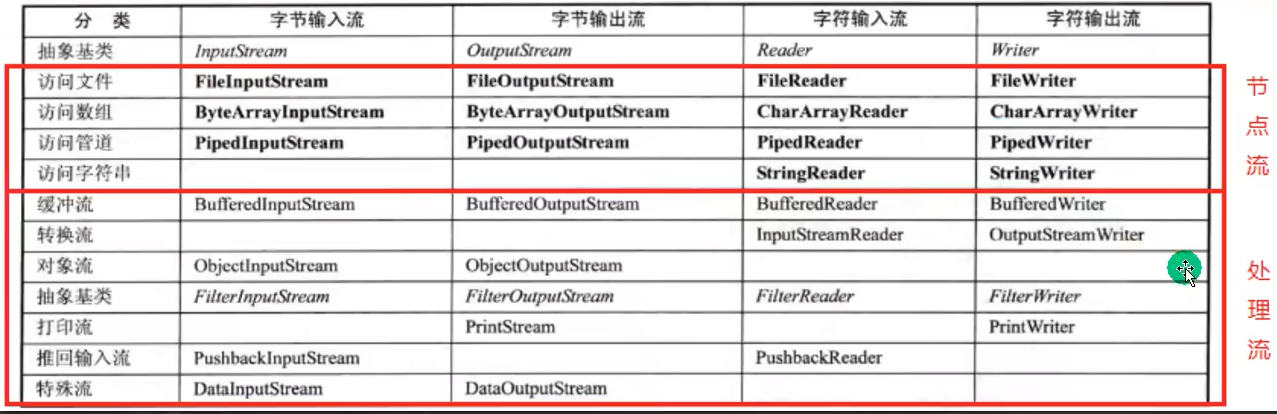 分 类 字节输入流 字节输出流 字符输入流 字符输出流
抽象基类 InputStream OutputStream Reader Writer
访问文件 FileInputStream FileOutputStream FileReader FileWriter
访问数组 ByteArrayInputStream ByteArrayOutputStream CharArrayReader CharArrayWriter
访问管道 PipedInputStream PipedOutputStream PipedReader PipedWriter
访问字符串 StringReader StringWriter
节点流
缓冲流 BufferedInputStream BufferedOutputStream BufferedReader BufferedWriter
转换流 InputStreamReader OutputStreamWriter
对象流 ObjectInputStream ObjectOutputStream
抽象基类 FilterInputStream FilterOutputStream FilterReader FilterWriter
打印流 PrintStream PrintWriter
推回输入流 PushbackInputStream PushbackReader
特殊流 DataInputStream DataOutputStream
处理流